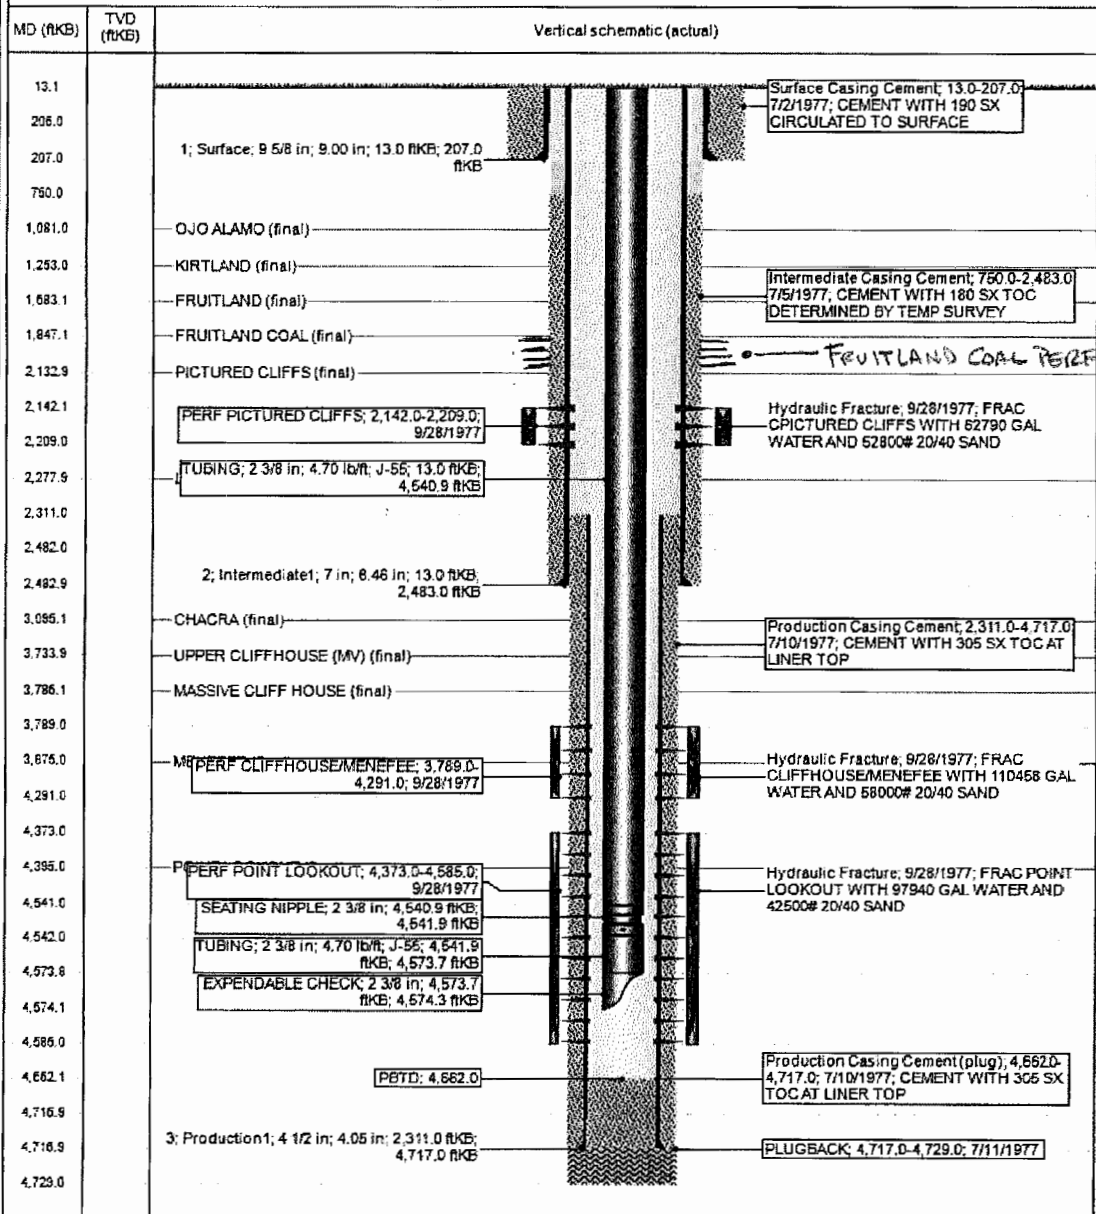 MD (ftKB)
TVD
(ftKB)
Vertical schematic (actual)
13.1
206.0
207.0
750.0
1,081.0
1,253.0
1,683.1
1,847.1
2,132.9
2,142.1
2,209.0
2,277.9
2,311.0
2,482.0
2,482.9
3,095.1
3,733.9
3,786.1
3,789.0
3,875.0
4,291.0
4,373.0
4,395.0
4,541.0
4,542.0
4,573.8
4,574.1
4,585.0
4,662.1
4,716.9
4,716.9
4,729.0
Surface Casing Cement; 13.0-207.0;
7/2/1977; CEMENT WITH 190 SX
CIRCULATED TO SURFACE
1; Surface; 9 5/8 in; 9.00 in; 13.0 ftKB; 207.0
ftKB
OJO ALAMO (final)
KIRTLAND (final)
Intermediate Casing Cement; 750.0-2,483.0
7/5/1977; CEMENT WITH 180 SX TOC
DETERMINED BY TEMP SURVEY
FRUITLAND (final)
FRUITLAND COAL (final)
FRUITLAND COAL PERF
PICTURED CLIFFS (final)
PERF PICTURED CLIFFS; 2,142.0-2,209.0;
9/28/1977
Hydraulic Fracture; 9/28/1977; FRAC
CPICTURED CLIFFS WITH 62790 GAL
WATER AND 52800# 20/40 SAND
TUBING; 2 3/8 in; 4.70 lb/ft; J-55; 13.0 ftKB;
4,540.9 ftKB
2; Intermediate1; 7 in; 6.46 in; 13.0 ftKB;
2,483.0 ftKB
CHACRA (final)
Production Casing Cement; 2,311.0-4,717.0;
7/10/1977; CEMENT WITH 305 SX TOC AT
LINER TOP
UPPER CLIFFHOUSE (MV) (final)
MASSIVE CLIFF HOUSE (final)
PERF CLIFFHOUSE/MENEFEE; 3,789.0-
4,291.0; 9/28/1977
Hydraulic Fracture; 9/28/1977; FRAC
CLIFFHOUSE/MENEFEE WITH 110458 GAL
WATER AND 58000# 20/40 SAND
PERF POINT LOOKOUT; 4,373.0-4,585.0;
9/28/1977
Hydraulic Fracture; 9/28/1977; FRAC POINT
LOOKOUT WITH 97940 GAL WATER AND
42500# 20/40 SAND
SEATING NIPPLE; 2 3/8 in; 4,540.9 ftKB;
4,541.9 ftKB
TUBING; 2 3/8 in; 4.70 lb/ft; J-55; 4,541.9
ftKB; 4,573.7 ftKB
EXPENDABLE CHECK; 2 3/8 in; 4,573.7
ftKB; 4,574.3 ftKB
PBTD; 4,662.0
Production Casing Cement (plug); 4,662.0-
4,717.0; 7/10/1977; CEMENT WITH 305 SX
TOC AT LINER TOP
3; Production1; 4 1/2 in; 4.05 in; 2,311.0 ftKB;
4,717.0 ftKB
PLUGBACK; 4,717.0-4,729.0; 7/11/1977